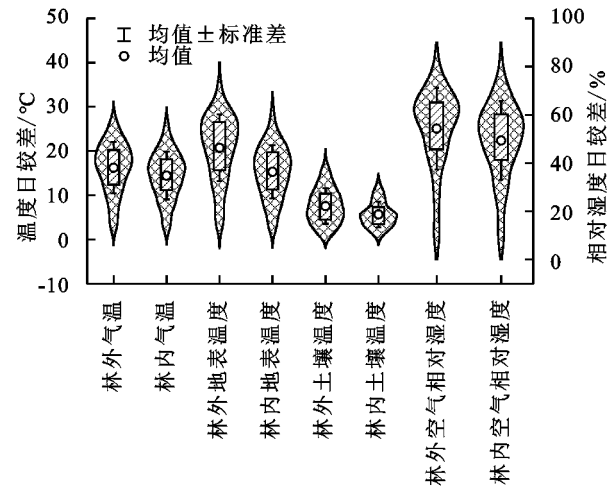 50
40
30
20
10
0
-10
温度日较差/℃
均值±标准差
均值
100
80
60
40
20
0
相对湿度日较差/%
林外气温
林内气温
林外地表温度
林内地表温度
林外土壤温度
林内土壤温度
林外空气相对湿度
林内空气相对湿度